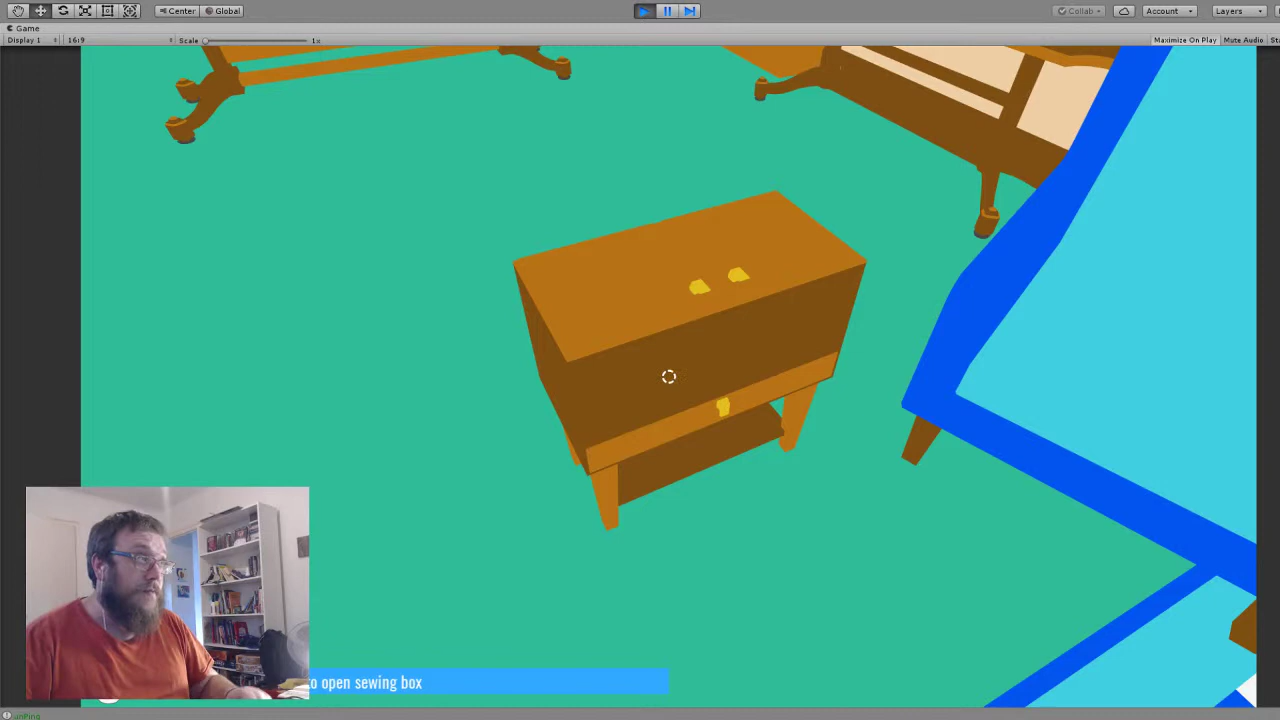 Center Global Collab Account Layers
Game
Display 1 16:9 Scale 1x Maximize On Play Mute Audio
to open sewing box